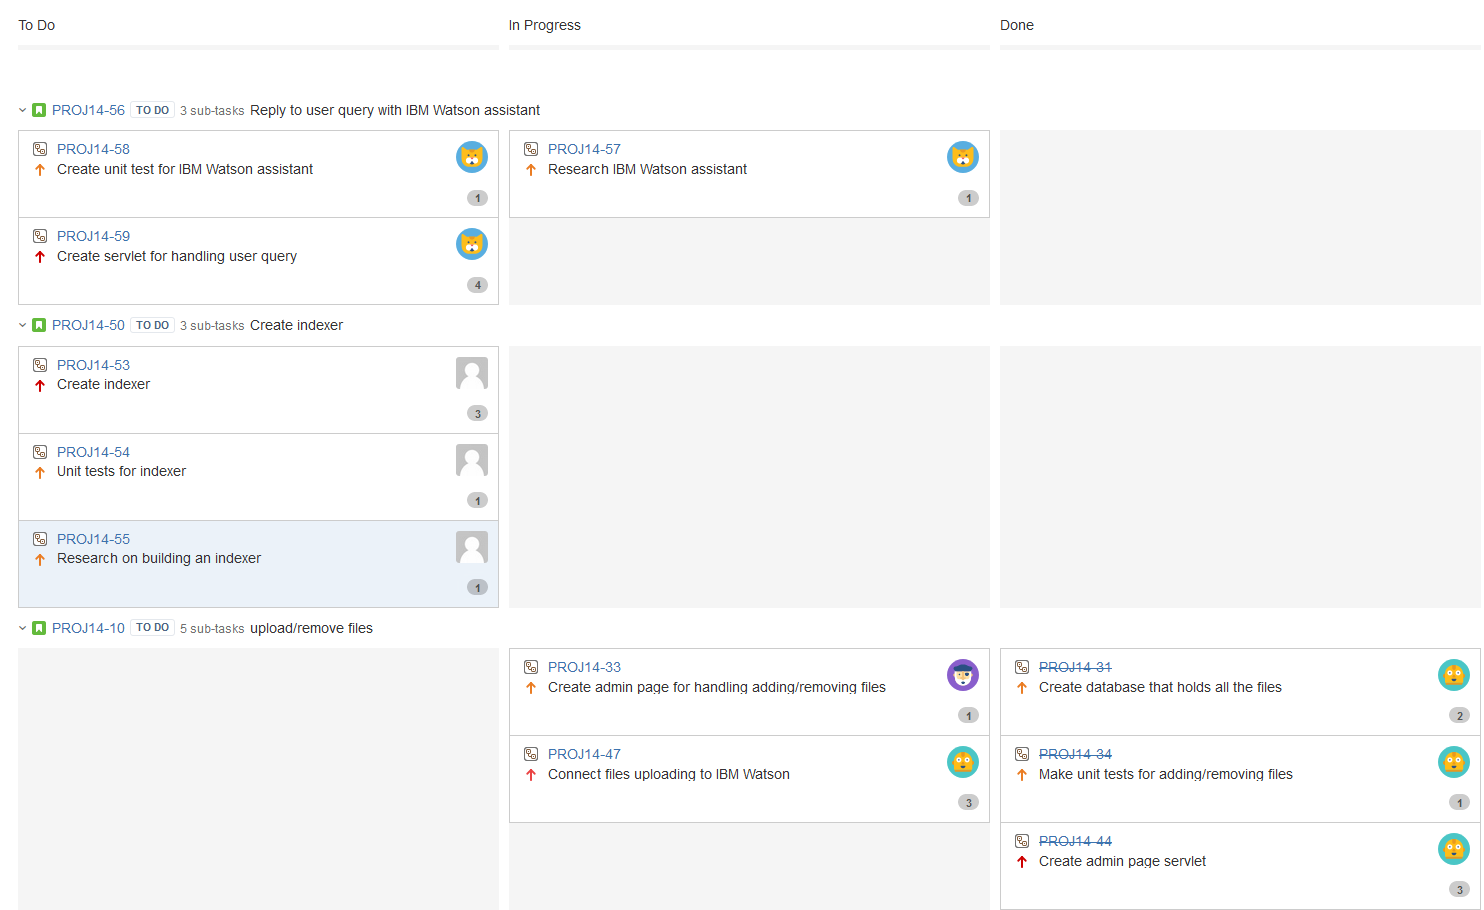 To Do
In Progress
Done
PROJ14-56 TO DO 3 sub-tasks Reply to user query with IBM Watson assistant
PROJ14-58
Create unit test for IBM Watson assistant
1
PROJ14-59
Create servlet for handling user query
4
PROJ14-57
Research IBM Watson assistant
1
PROJ14-50 TO DO 3 sub-tasks Create indexer
PROJ14-53
Create indexer
3
PROJ14-54
Unit tests for indexer
1
PROJ14-55
Research on building an indexer
1
PROJ14-10 TO DO 5 sub-tasks upload/remove files
PROJ14-33
Create admin page for handling adding/removing files
1
PROJ14-47
Connect files uploading to IBM Watson
3
PROJ14-31
Create database that holds all the files
2
PROJ14-34
Make unit tests for adding/removing files
1
PROJ14-44
Create admin page servlet
3